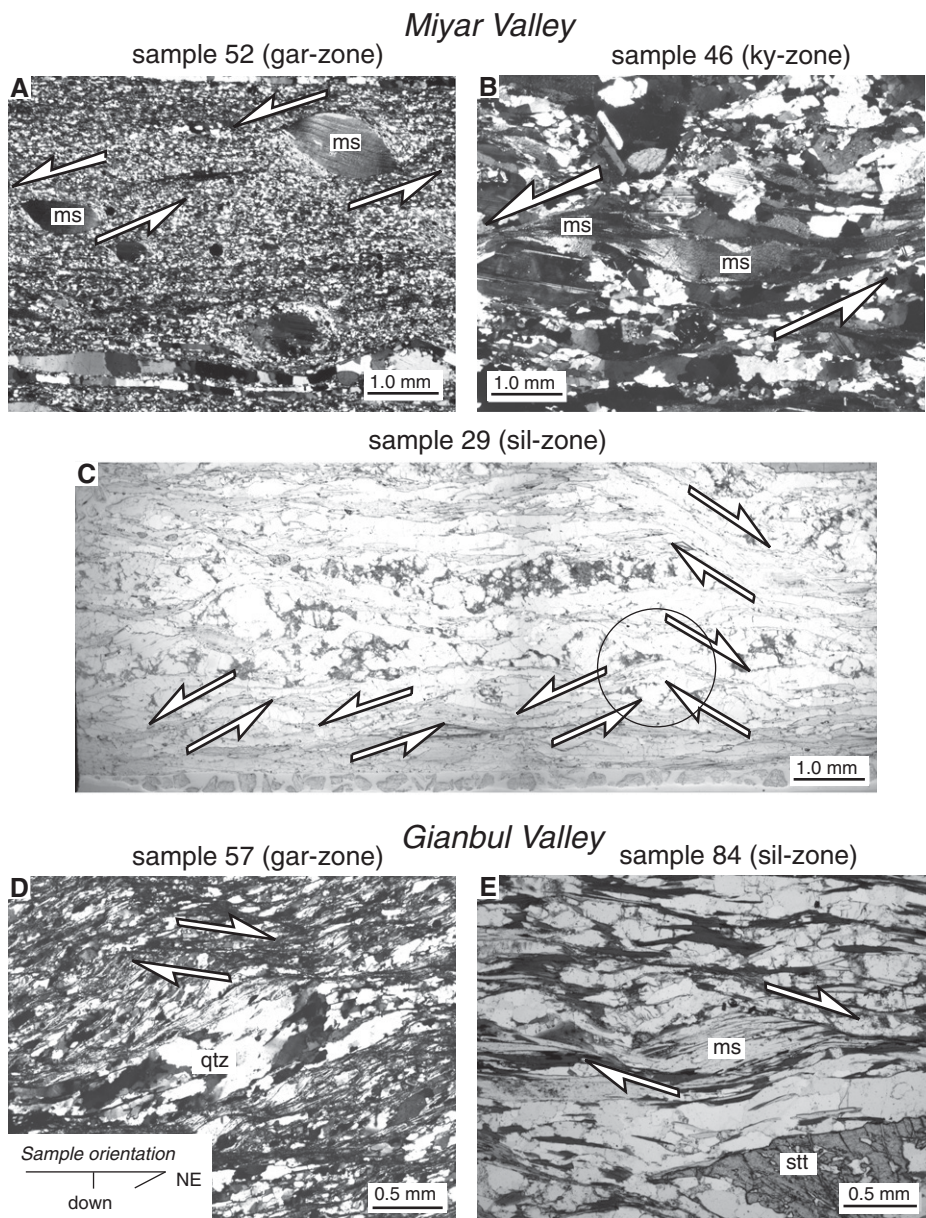 Miyar Valley
sample 52 (gar-zone)
sample 46 (ky-zone)
A
ms
ms
1.0 mm
B
ms
ms
1.0 mm
sample 29 (sil-zone)
C
1.0 mm
Gianbul Valley
sample 57 (gar-zone)
sample 84 (sil-zone)
D
qtz
Sample orientation
NE
down
0.5 mm
E
ms
stt
0.5 mm